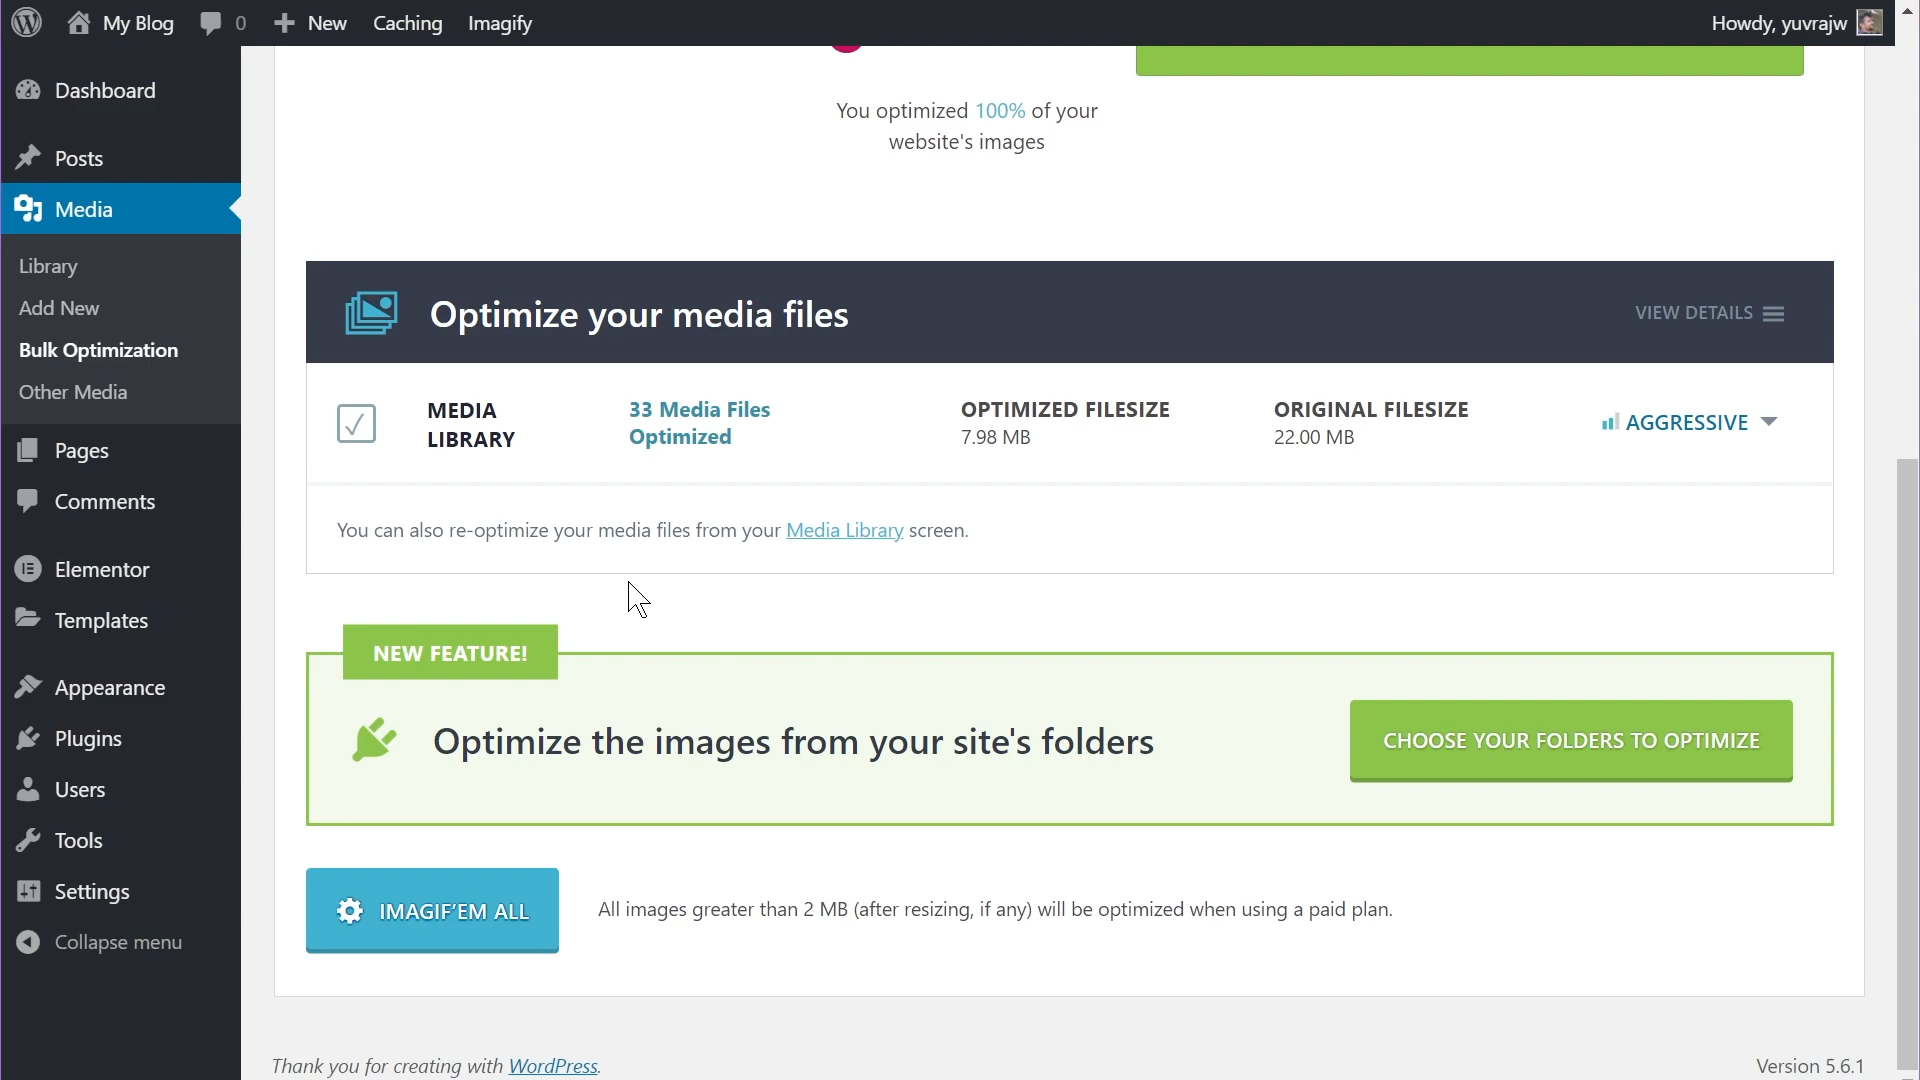 My Blog
0
New
Caching
Imagify
Howdy, yuvrajw
Dashboard
Posts
Media
Library
Add New
Bulk Optimization
Other Media
Pages
Comments
Elementor
Templates
Appearance
Plugins
Users
Tools
Settings
Collapse menu
You optimized 100% of your
website's images
Optimize your media files
VIEW DETAILS
MEDIA
LIBRARY
33 Media Files
Optimized
OPTIMIZED FILESIZE
7.98 MB
ORIGINAL FILESIZE
22.00 MB
AGGRESSIVE
You can also re-optimize your media files from your Media Library screen.
NEW FEATURE!
Optimize the images from your site's folders
CHOOSE YOUR FOLDERS TO OPTIMIZE
IMAGIF’EM ALL
All images greater than 2 MB (after resizing, if any) will be optimized when using a paid plan.
Thank you for creating with WordPress.
Version 5.6.1